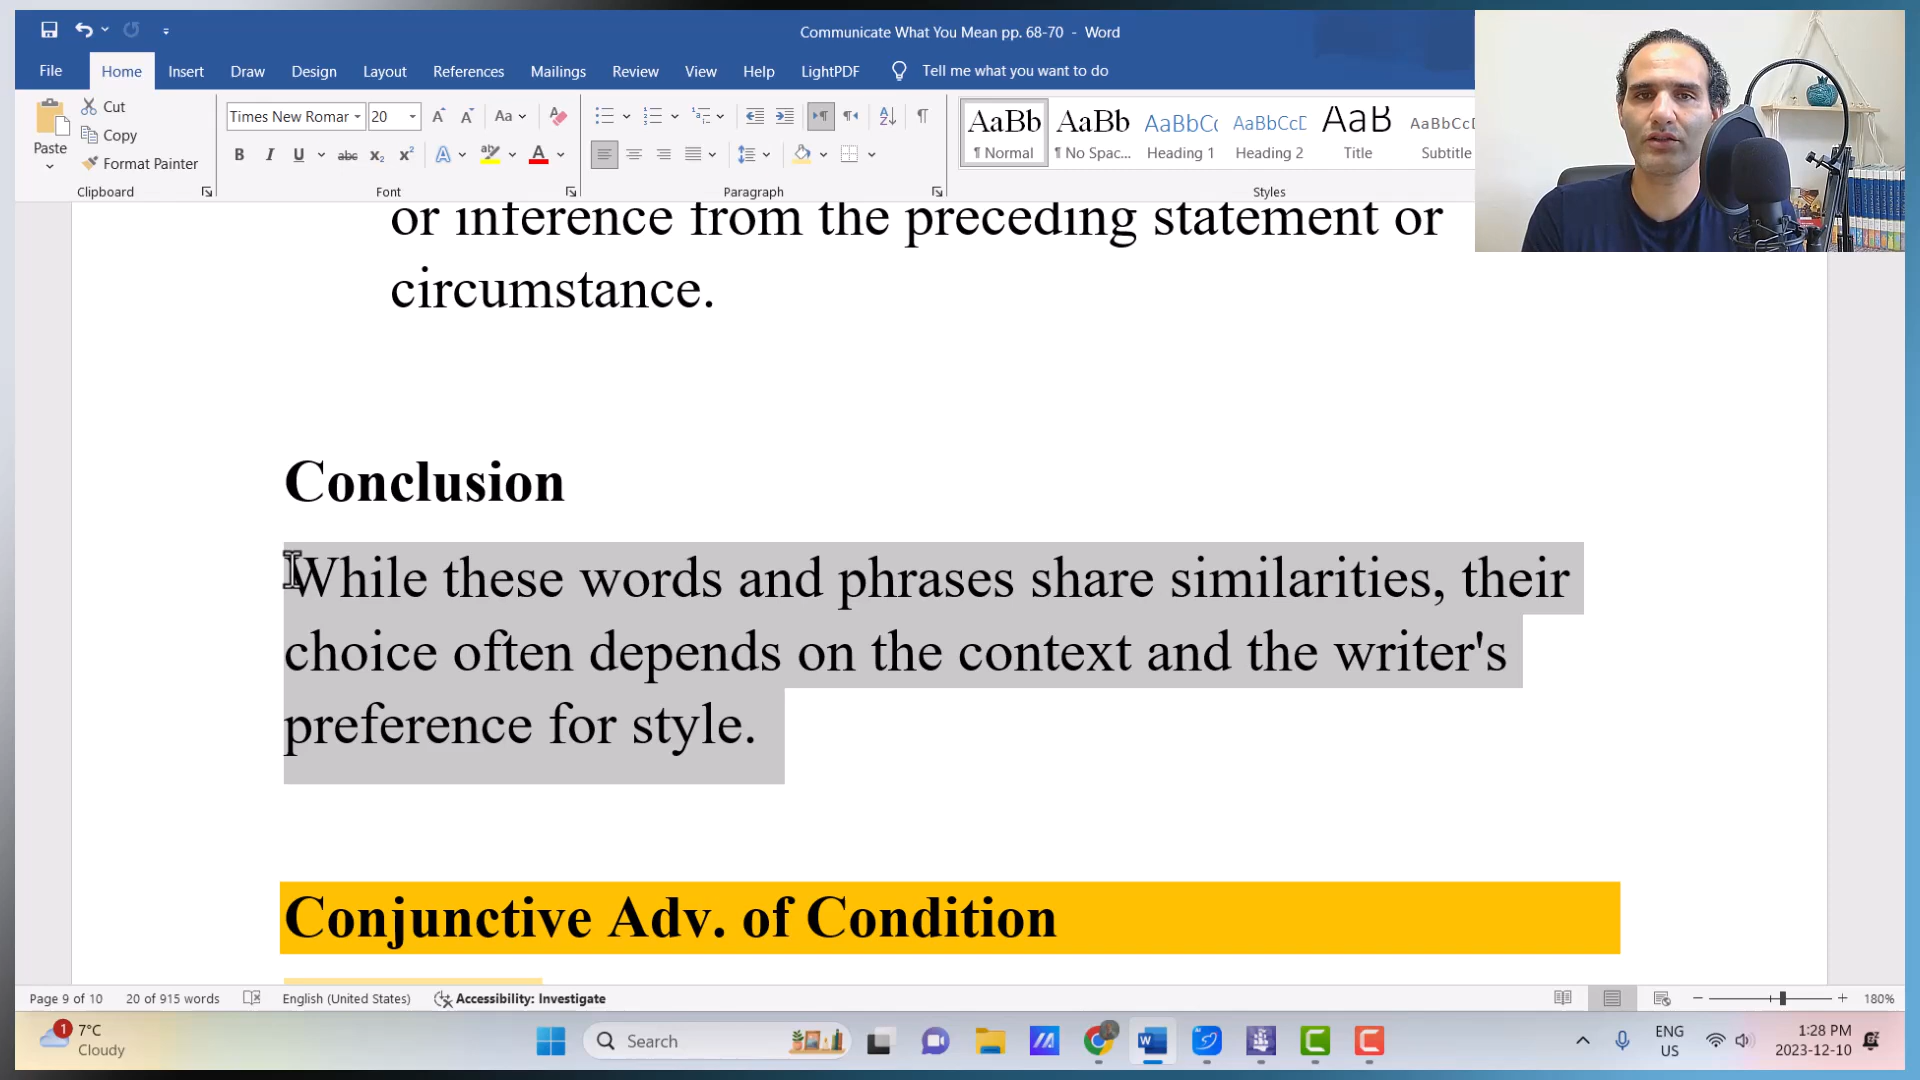 Communicate What You Mean pp. 68-70 - Word
File Home Insert Draw Design Layout References Mailings Review View Help LightPDF Tell me what you want to do
Paste
Cut
Copy
Format Painter
Clipboard
Times New Romar 20
Font
Paragraph
AaBb AaBb AaBbCc AaBbCcD AaB AaBbCcD
¶ Normal ¶ No Spac... Heading 1 Heading 2 Title Subtitle
Styles
or inference from the preceding statement or
circumstance.
Conclusion
While these words and phrases share similarities, their
choice often depends on the context and the writer's
preference for style.
Conjunctive Adv. of Condition
Page 9 of 10 20 of 915 words English (United States) Accessibility: Investigate 180%
1
7°C
Cloudy
Search
ENG
US
1:28 PM
2023-12-10